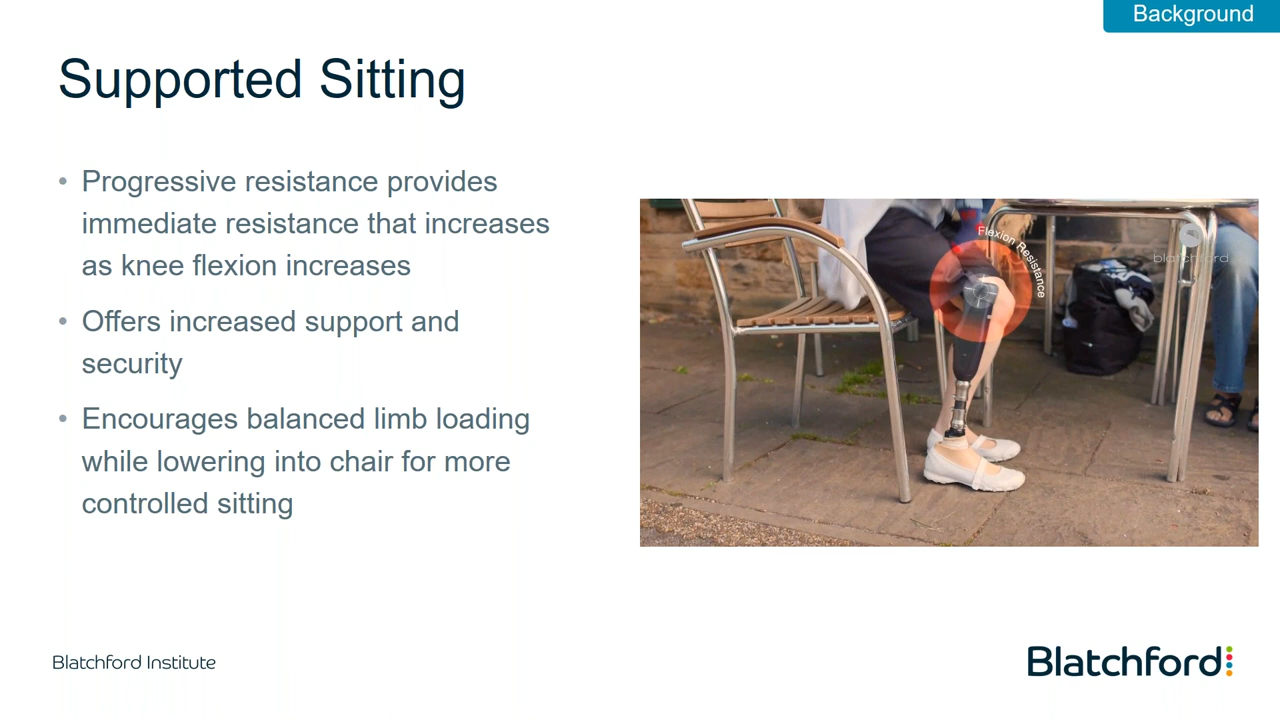 Background
Supported Sitting
• Progressive resistance provides
immediate resistance that increases
as knee flexion increases
• Offers increased support and
security
• Encourages balanced limb loading
while lowering into chair for more
controlled sitting
Flexion Resistance
blatchford
Blatchford Institute
Blatchford